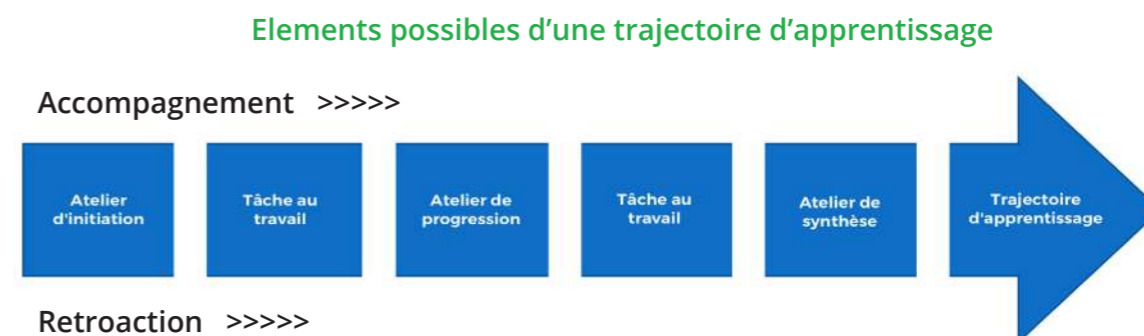 Elements possibles d’une trajectoire d’apprentissage
Accompagnement >>>>>
Atelier
d'initiation
Tâche au
travail
Atelier de
progression
Tâche au
travail
Atelier de
synthèse
Trajectoire
d'apprentissage
Retroaction >>>>>